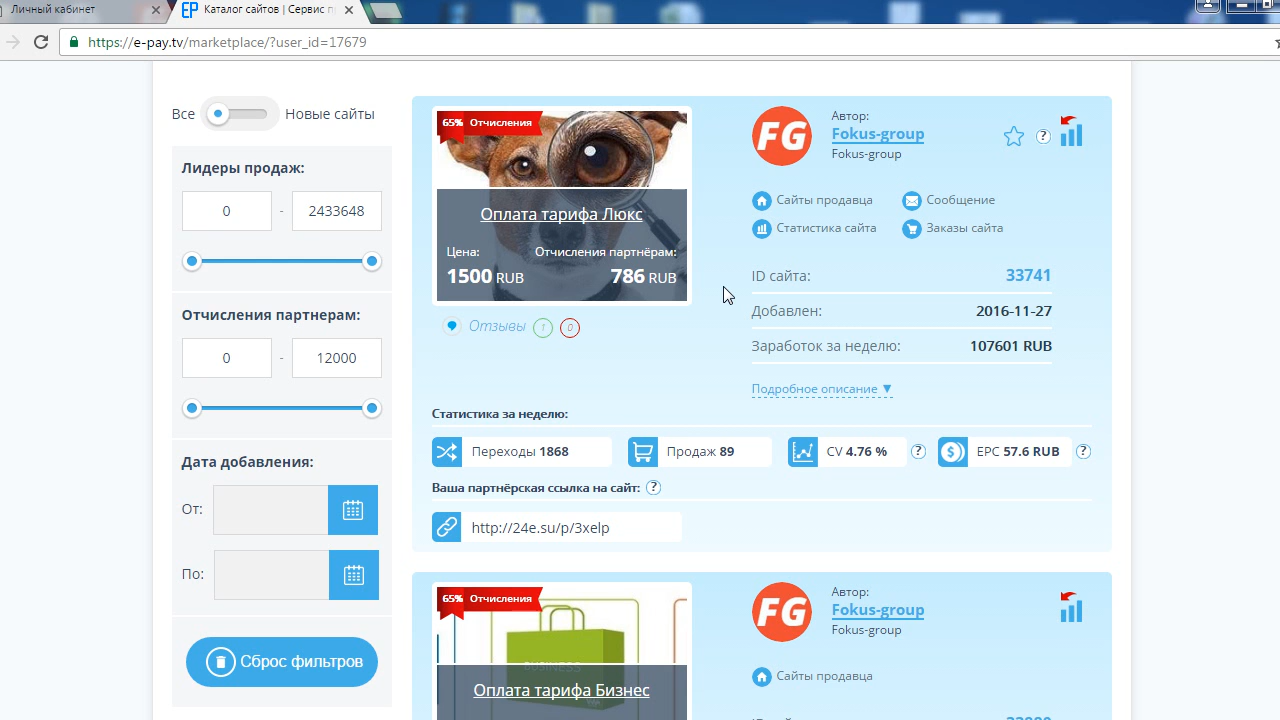 Личный кабинет
EP Каталог сайтов | Сервис
https://e-pay.tv/marketplace/?user_id=17679
Все Новые сайты
Лидеры продаж:
0 - 2433648
Отчисления партнерам:
0 - 12000
Дата добавления:
От:
По:
Сброс фильтров
65% Отчисления
Оплата тарифа Люкс
Цена: Отчисления партнёрам:
1500 RUB 786 RUB
Отзывы 1 0
FG
Автор:
Fokus-group
Fokus-group
?
Сайты продавца Сообщение
Статистика сайта Заказы сайта
ID сайта: 33741
Добавлен: 2016-11-27
Заработок за неделю: 107601 RUB
Подробное описание ▼
Статистика за неделю:
Переходы 1868 Продаж 89 CV 4.76 % ? EPC 57.6 RUB ?
Ваша партнёрская ссылка на сайт: ?
http://24e.su/p/3xelp
65% Отчисления
BUSINESS
Оплата тарифа Бизнес
FG
Автор:
Fokus-group
Fokus-group
Сайты продавца